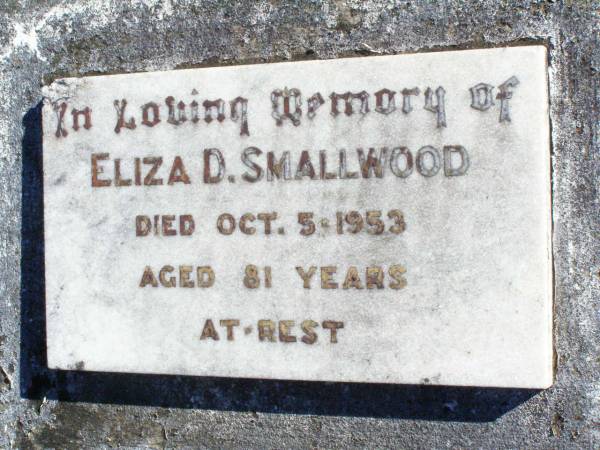 In Loving Memory of
ELIZA D. SMALLWOOD
DIED OCT. 5·1953
AGED 81 YEARS
AT·REST